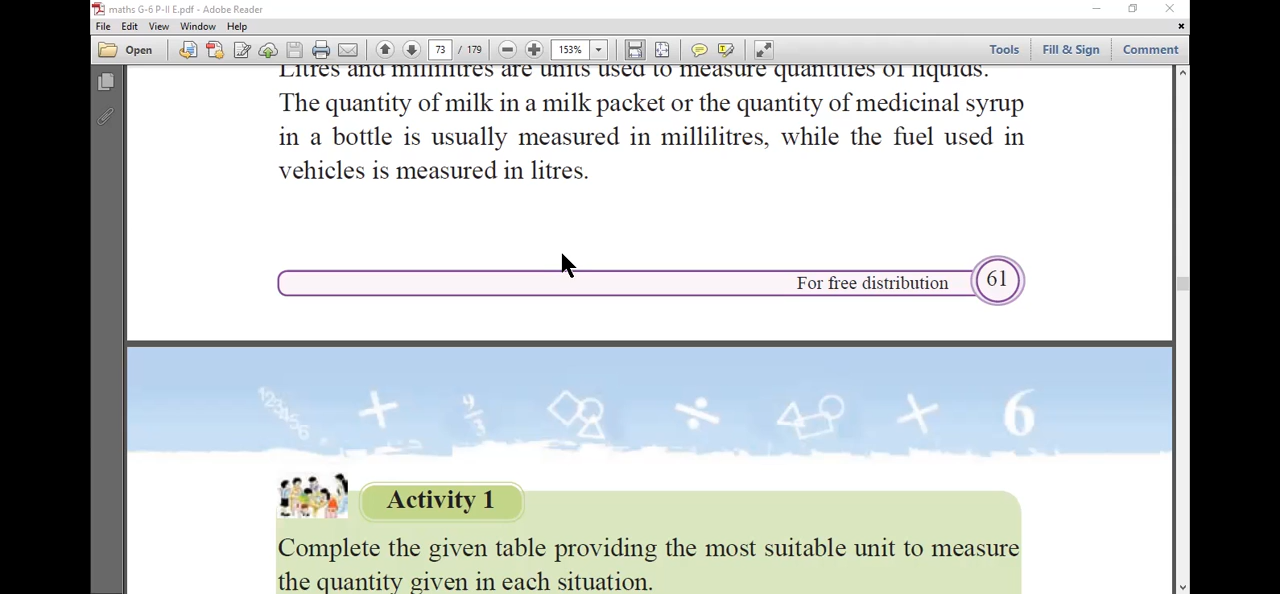 maths G-6 P-II E.pdf - Adobe Reader
File Edit View Window Help
Open 73 / 179 153% Tools Fill & Sign Comment
Litres and millilitres are units used to measure quantities of liquids.
The quantity of milk in a milk packet or the quantity of medicinal syrup
in a bottle is usually measured in millilitres, while the fuel used in
vehicles is measured in litres.
For free distribution 61
123456 + 9/3 ÷ × 6
Activity 1
Complete the given table providing the most suitable unit to measure
the quantity given in each situation.